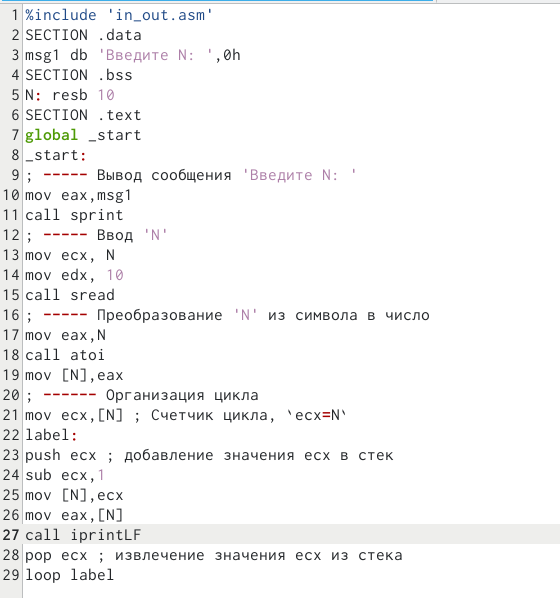 1 %include 'in_out.asm'
2 SECTION .data
3 msg1 db 'Введите N: ',0h
4 SECTION .bss
5 N: resb 10
6 SECTION .text
7 global _start
8 _start:
9 ; ----- Вывод сообщения 'Введите N: '
10 mov eax,msg1
11 call sprint
12 ; ----- Ввод 'N'
13 mov ecx, N
14 mov edx, 10
15 call sread
16 ; ----- Преобразование 'N' из символа в число
17 mov eax,N
18 call atoi
19 mov [N],eax
20 ; ------ Организация цикла
21 mov ecx,[N] ; Счетчик цикла, `ecx=N`
22 label:
23 push ecx ; добавление значения ecx в стек
24 sub ecx,1
25 mov [N],ecx
26 mov eax,[N]
27 call iprintLF
28 pop ecx ; извлечение значения ecx из стека
29 loop label